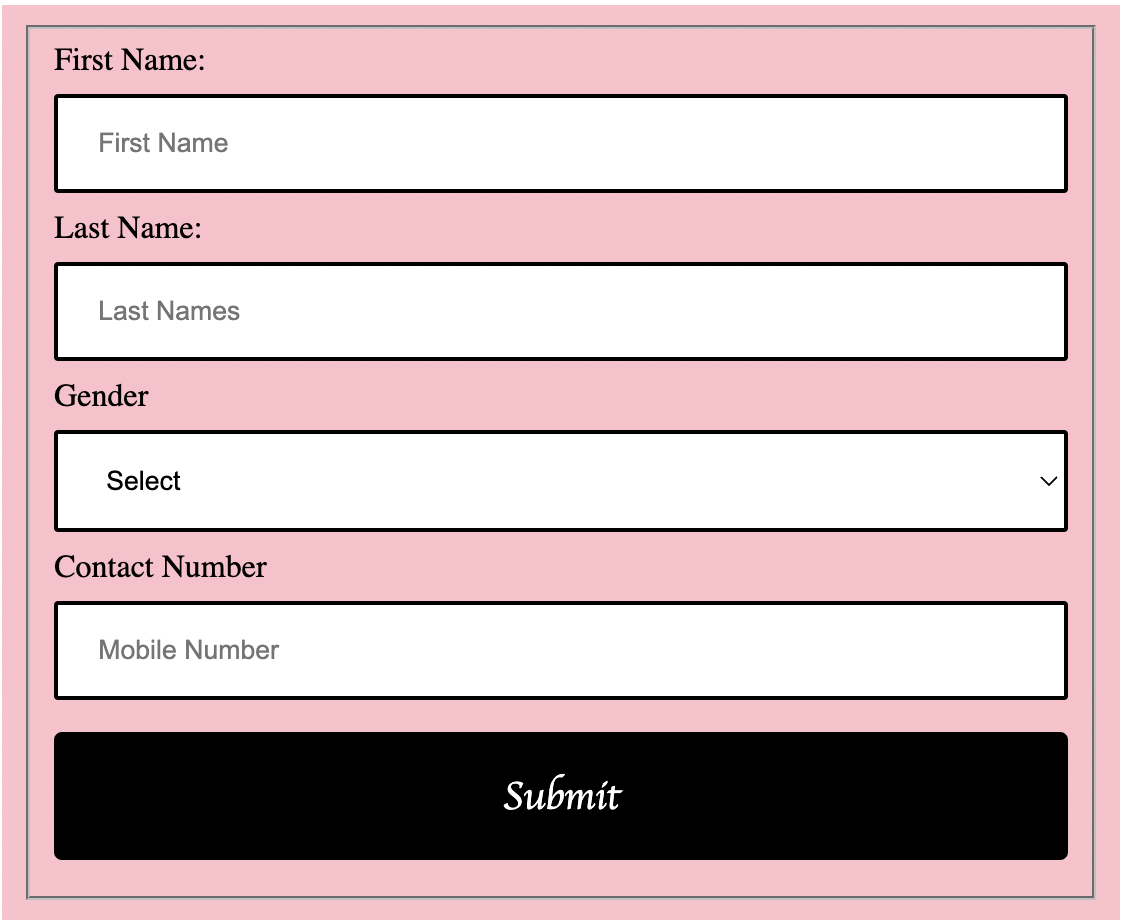 First Name:
First Name
Last Name:
Last Names
Gender
Select
Contact Number
Mobile Number
Submit